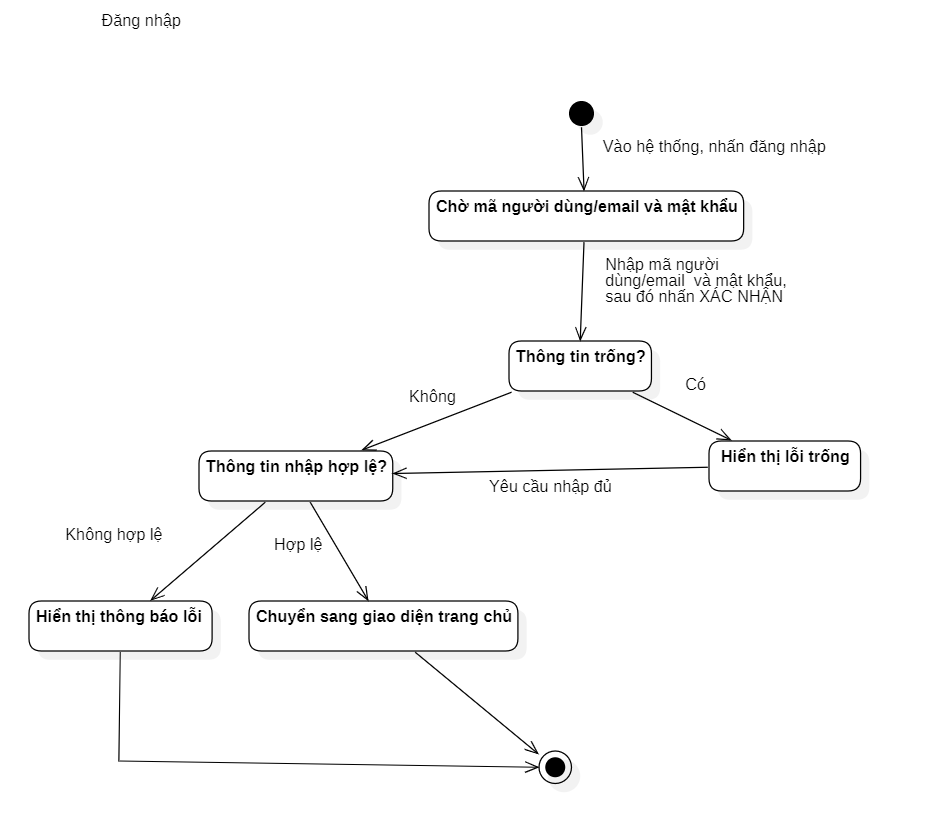 Đăng nhập
Vào hệ thống, nhấn đăng nhập
Chờ mã người dùng/email và mật khẩu
Nhập mã người
dùng/email  và mật khẩu,
sau đó nhấn XÁC NHẬN
Thông tin trống?
Không
Có
Thông tin nhập hợp lệ?
Hiển thị lỗi trống
Yêu cầu nhập đủ
Không hợp lệ
Hợp lệ
Hiển thị thông báo lỗi
Chuyển sang giao diện trang chủ